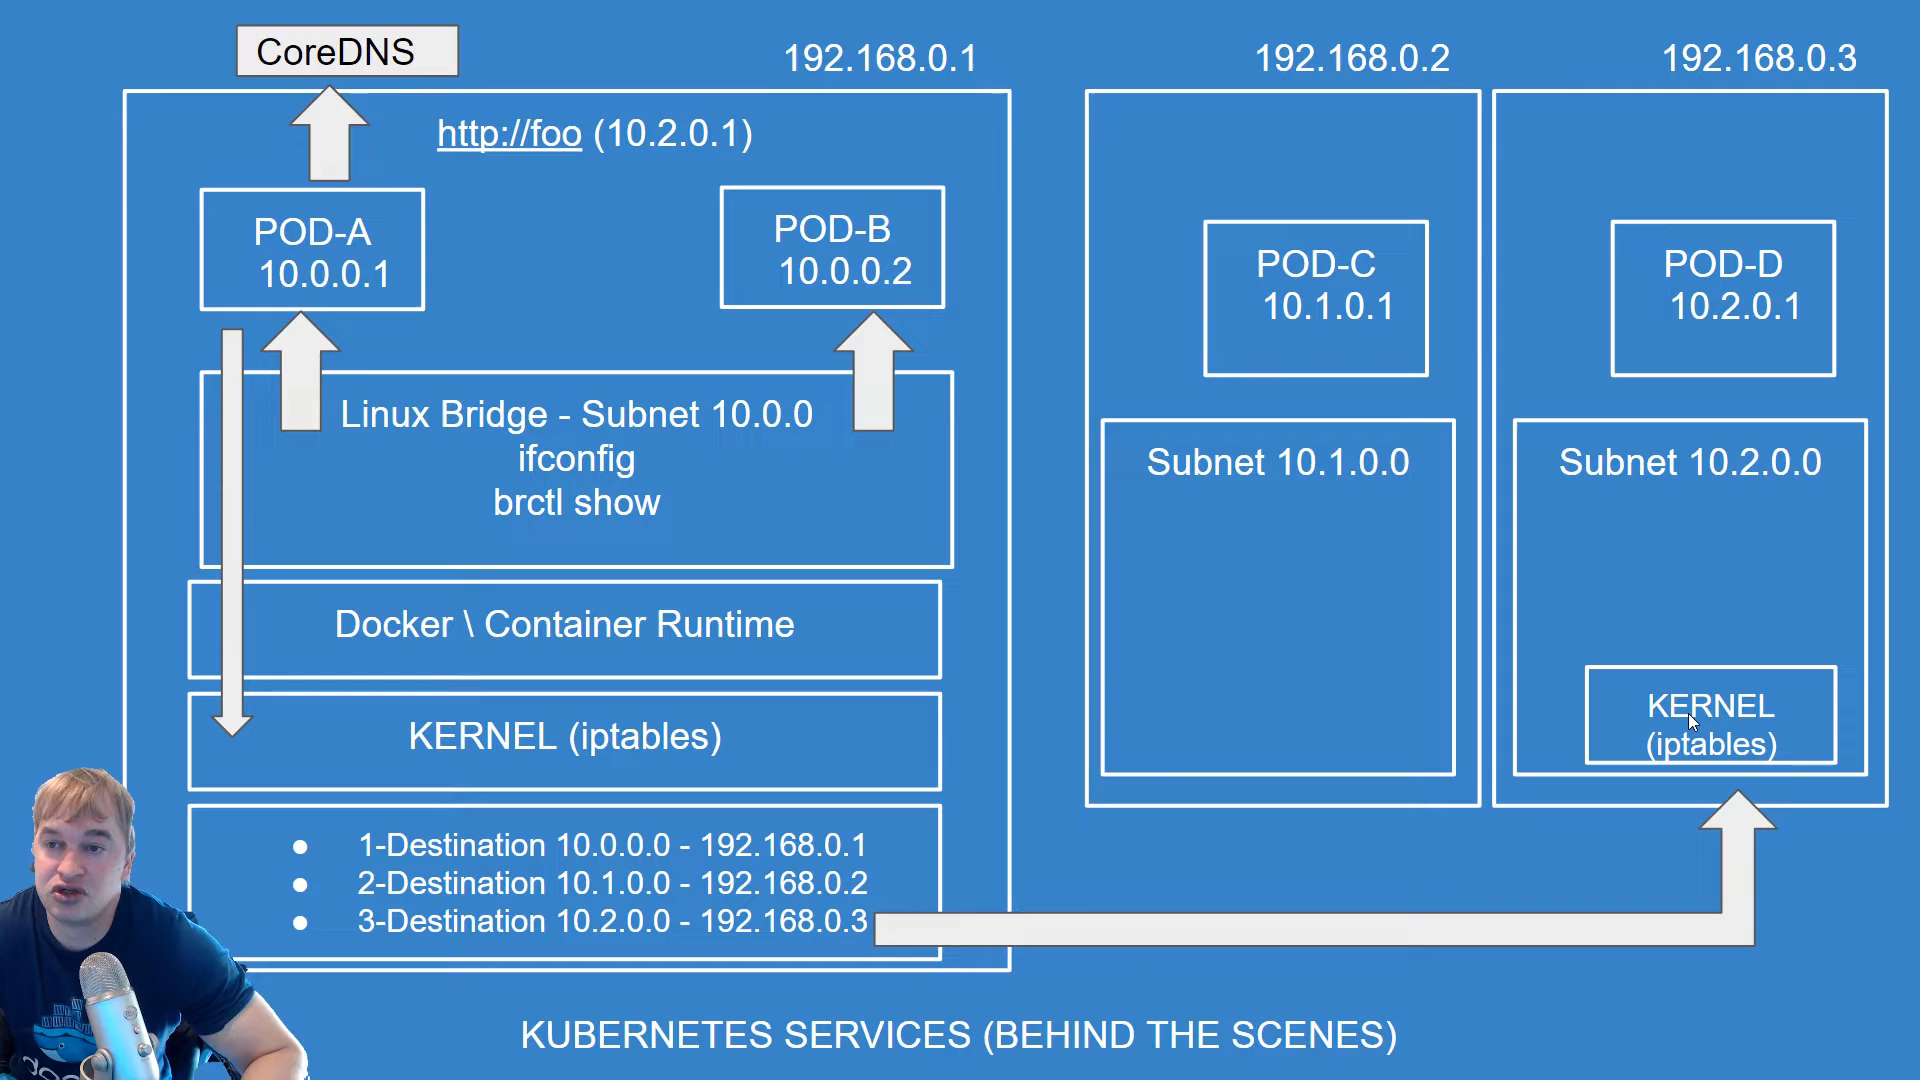 CoreDNS
192.168.0.1
192.168.0.2
192.168.0.3
http://foo (10.2.0.1)
POD-A
10.0.0.1
POD-B
10.0.0.2
POD-C
10.1.0.1
POD-D
10.2.0.1
Linux Bridge - Subnet 10.0.0
ifconfig
brctl show
Subnet 10.1.0.0
Subnet 10.2.0.0
Docker \ Container Runtime
KERNEL (iptables)
KERNEL
(iptables)
● 1-Destination 10.0.0.0 - 192.168.0.1
● 2-Destination 10.1.0.0 - 192.168.0.2
● 3-Destination 10.2.0.0 - 192.168.0.3
KUBERNETES SERVICES (BEHIND THE SCENES)